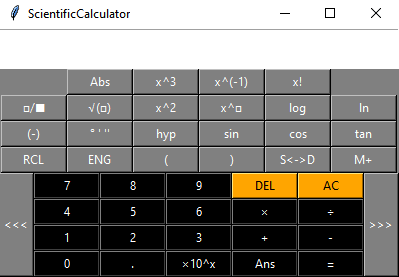 ScientificCalculator
Abs x^3 x^(-1) x!
▫/■ √(▫) x^2 x^▫ log ln
(-) ° ' '' hyp sin cos tan
RCL ENG ( ) S<->D M+
7 8 9 DEL AC
<<< 4 5 6 × ÷ >>>
1 2 3 + -
0 . ×10^x Ans =